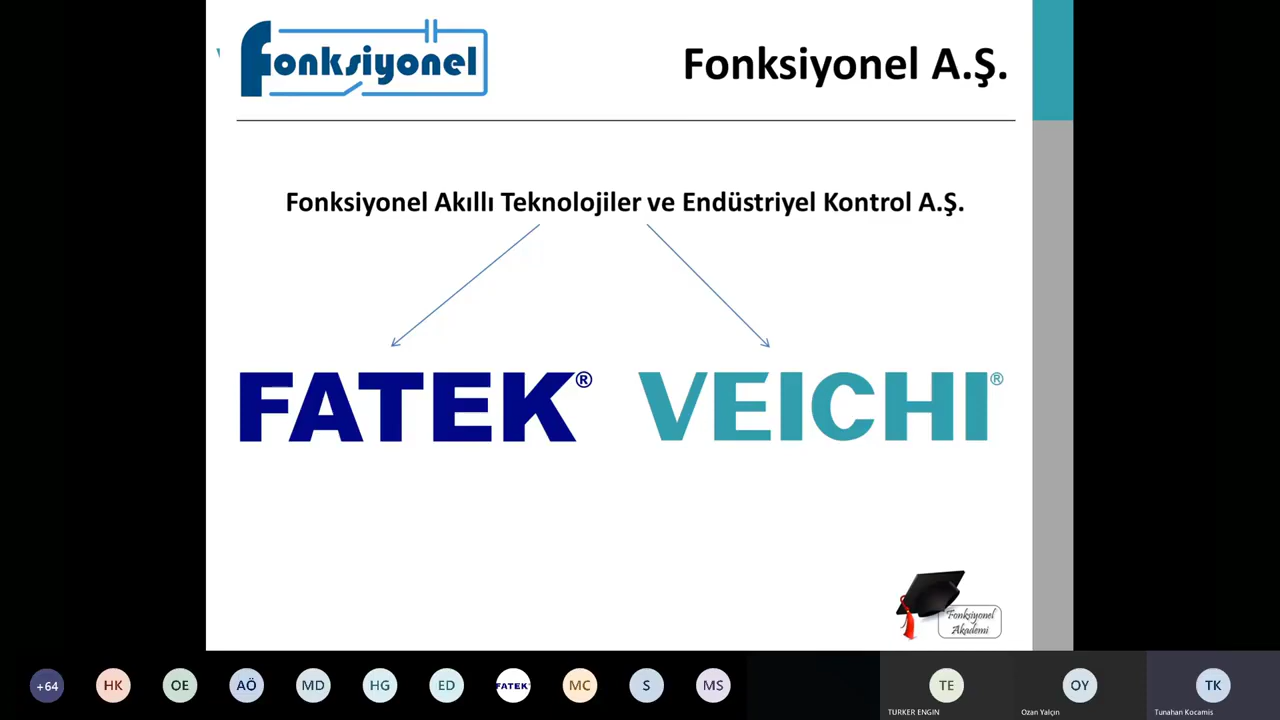 fonksiyonel
Fonksiyonel A.Ş.
Fonksiyonel Akıllı Teknolojiler ve Endüstriyel Kontrol A.Ş.
FATEK® VEICHI®
Fonksiyonel
Akademi
+64 HK OE AÖ MD HG ED FATEK MC S MS TE OY TK
TURKER ENGIN Ozan Yalçın Tunahan Kocamis